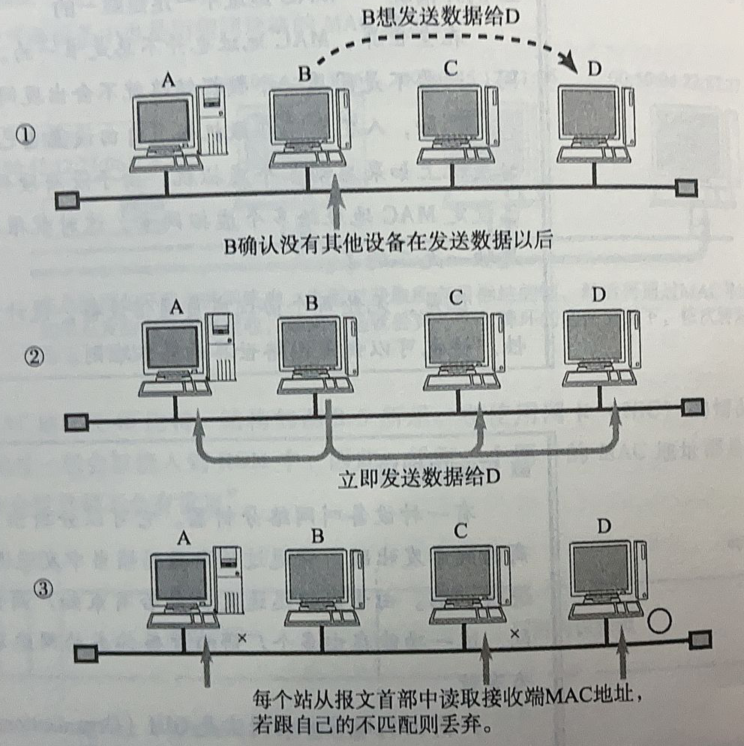 B想发送数据给D
A B C D
①
B确认没有其他设备在发送数据以后
A B C D
②
立即发送数据给D
A B C D
③
× ×
每个站从报文首部中读取接收端MAC地址，
若跟自己的不匹配则丢弃。